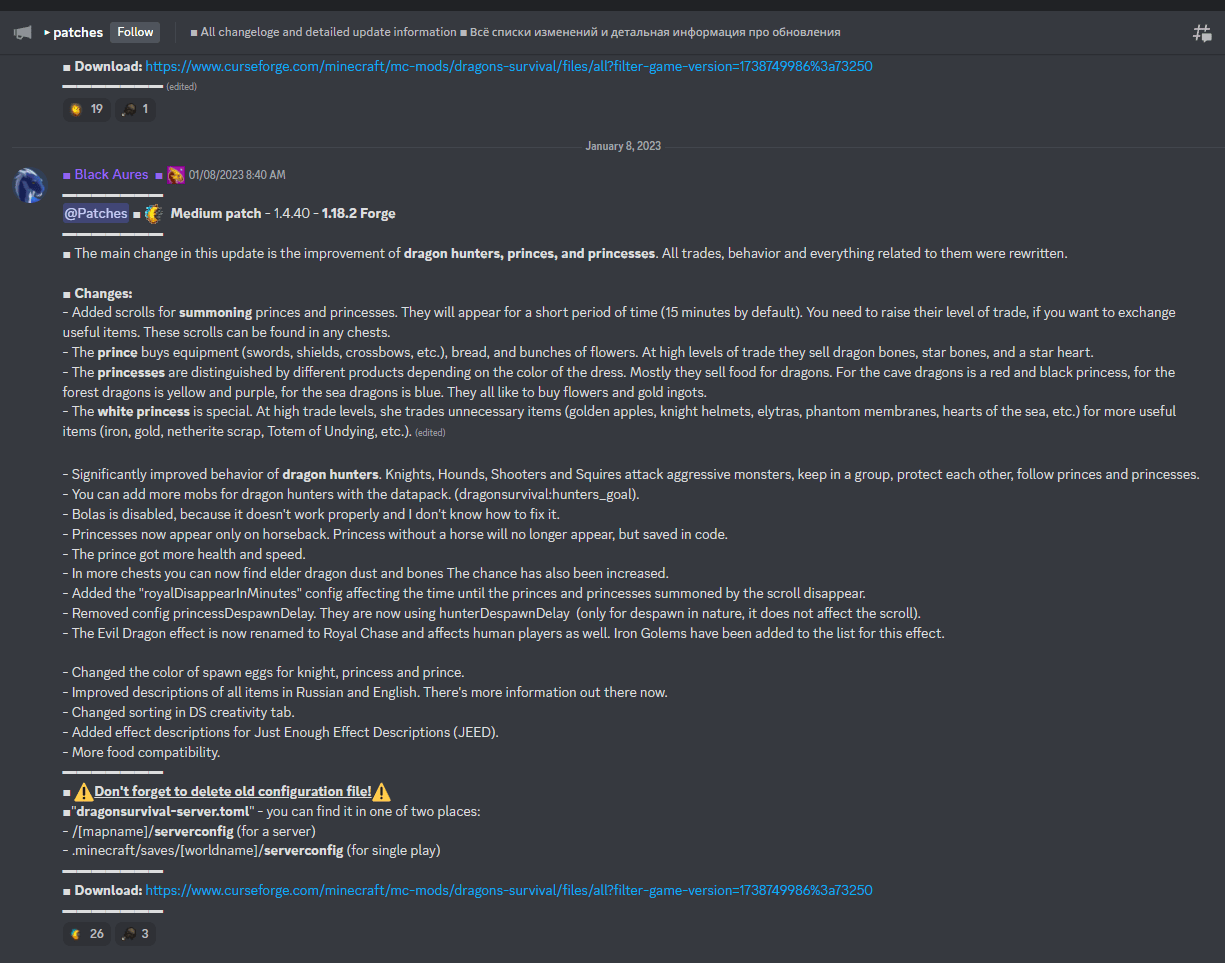 ▸ patches Follow ■ All changeloge and detailed update information ■ Всё списки изменений и детальная информация про обновления
■ Download: https://www.curseforge.com/minecraft/mc-mods/dragons-survival/files/all?filter-game-version=1738749986%3a73250
(edited)
19 1
January 8, 2023
■ Black Aures ■ 01/08/2023 8:40 AM
@Patches ■ Medium patch - 1.4.40 - 1.18.2 Forge
■ The main change in this update is the improvement of dragon hunters, princes, and princesses. All trades, behavior and everything related to them were rewritten.
■ Changes:
- Added scrolls for summoning princes and princesses. They will appear for a short period of time (15 minutes by default). You need to raise their level of trade, if you want to exchange
useful items. These scrolls can be found in any chests.
- The prince buys equipment (swords, shields, crossbows, etc.), bread, and bunches of flowers. At high levels of trade they sell dragon bones, star bones, and a star heart.
- The princesses are distinguished by different products depending on the color of the dress. Mostly they sell food for dragons. For the cave dragons is a red and black princess, for the
forest dragons is yellow and purple, for the sea dragons is blue. They all like to buy flowers and gold ingots.
- The white princess is special. At high trade levels, she trades unnecessary items (golden apples, knight helmets, elytras, phantom membranes, hearts of the sea, etc.) for more useful
items (iron, gold, netherite scrap, Totem of Undying, etc.). (edited)
- Significantly improved behavior of dragon hunters. Knights, Hounds, Shooters and Squires attack aggressive monsters, keep in a group, protect each other, follow princes and princesses.
- You can add more mobs for dragon hunters with the datapack. (dragonsurvival:hunters_goal).
- Bolas is disabled, because it doesn't work properly and I don't know how to fix it.
- Princesses now appear only on horseback. Princess without a horse will no longer appear, but saved in code.
- The prince got more health and speed.
- In more chests you can now find elder dragon dust and bones The chance has also been increased.
- Added the "royalDisappearInMinutes" config affecting the time until the princes and princesses summoned by the scroll disappear.
- Removed config princessDespawnDelay. They are now using hunterDespawnDelay (only for despawn in nature, it does not affect the scroll).
- The Evil Dragon effect is now renamed to Royal Chase and affects human players as well. Iron Golems have been added to the list for this effect.
- Changed the color of spawn eggs for knight, princess and prince.
- Improved descriptions of all items in Russian and English. There's more information out there now.
- Changed sorting in DS creativity tab.
- Added effect descriptions for Just Enough Effect Descriptions (JEED).
- More food compatibility.
■ ⚠Don't forget to delete old configuration file!⚠
■"dragonsurvival-server.toml" - you can find it in one of two places:
- /[mapname]/serverconfig (for a server)
- .minecraft/saves/[worldname]/serverconfig (for single play)
■ Download: https://www.curseforge.com/minecraft/mc-mods/dragons-survival/files/all?filter-game-version=1738749986%3a73250
26 3